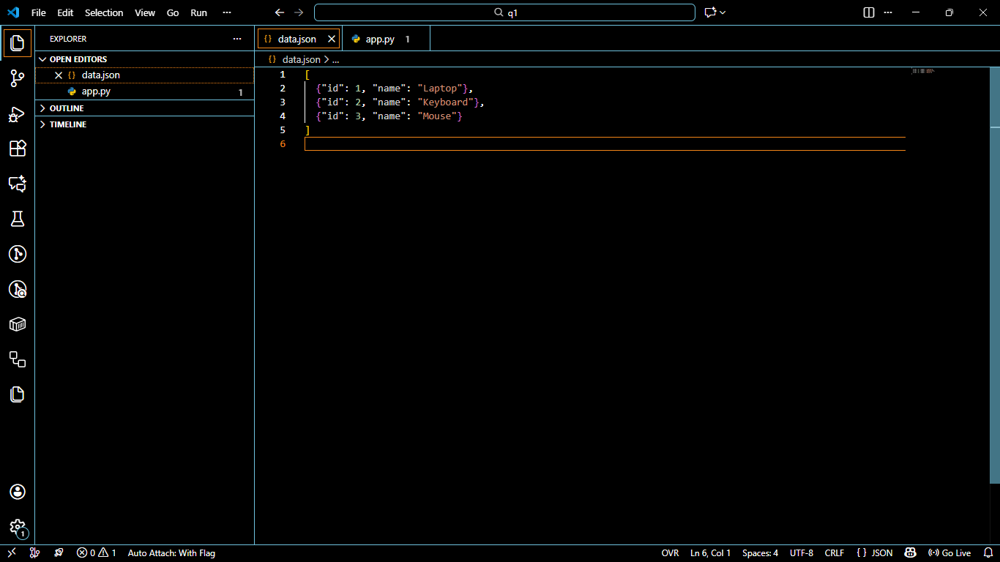 File Edit Selection View Go Run ···
q1
EXPLORER ···
OPEN EDITORS
data.json
app.py 1
OUTLINE
TIMELINE
{} data.json app.py 1
{} data.json > ...
1 [
2 {"id": 1, "name": "Laptop"},
3 {"id": 2, "name": "Keyboard"},
4 {"id": 3, "name": "Mouse"}
5 ]
6
1
0 1 Auto Attach: With Flag OVR Ln 6, Col 1 Spaces: 4 UTF-8 CRLF {} JSON Go Live